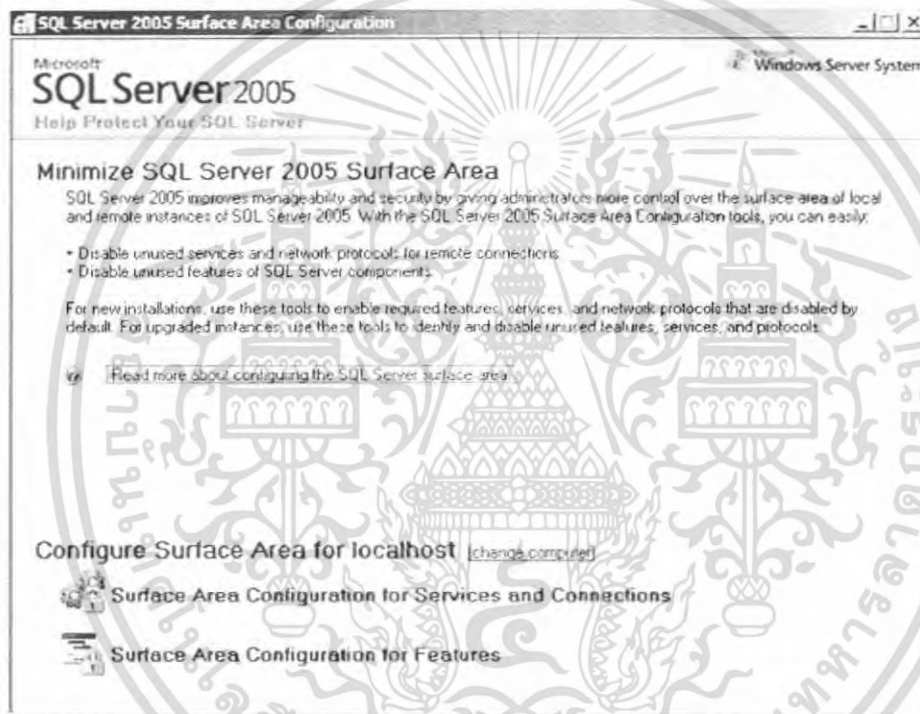 SQL Server 2005 Surface Area Configuration
Microsoft
SQL Server 2005
Help Protect Your SQL Server
Windows Server System
Minimize SQL Server 2005 Surface Area
SQL Server 2005 improves manageability and security by giving administrators more control over the surface area of local
and remote instances of SQL Server 2005. With the SQL Server 2005 Surface Area Configuration tools, you can easily:
• Disable unused services and network protocols for remote connections
• Disable unused features of SQL Server components
For new installations, use these tools to enable required features, services, and network protocols that are disabled by
default. For upgraded instances, use these tools to identify and disable unused features, services, and protocols.
Read more about configuring the SQL Server surface area
Configure Surface Area for localhost [change computer]
Surface Area Configuration for Services and Connections
Surface Area Configuration for Features